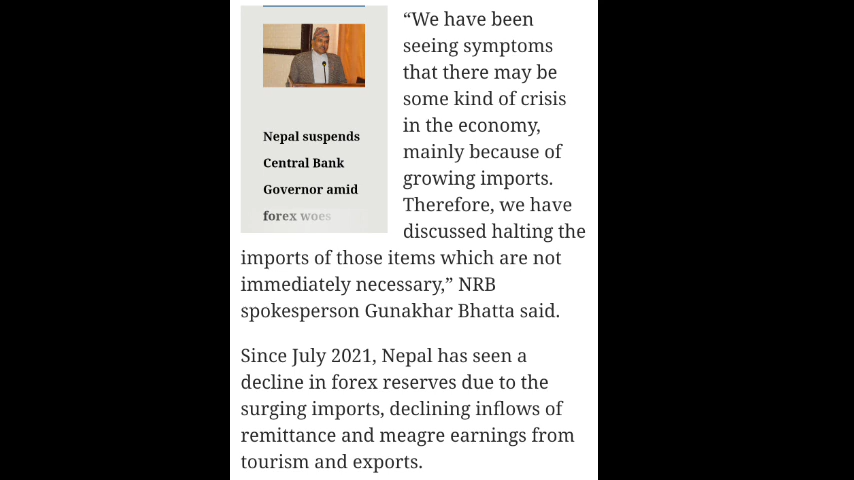 Nepal suspends
Central Bank
Governor amid
forex woes
“We have been
seeing symptoms
that there may be
some kind of crisis
in the economy,
mainly because of
growing imports.
Therefore, we have
discussed halting the
imports of those items which are not
immediately necessary,” NRB
spokesperson Gunakhar Bhatta said.
Since July 2021, Nepal has seen a
decline in forex reserves due to the
surging imports, declining inflows of
remittance and meagre earnings from
tourism and exports.